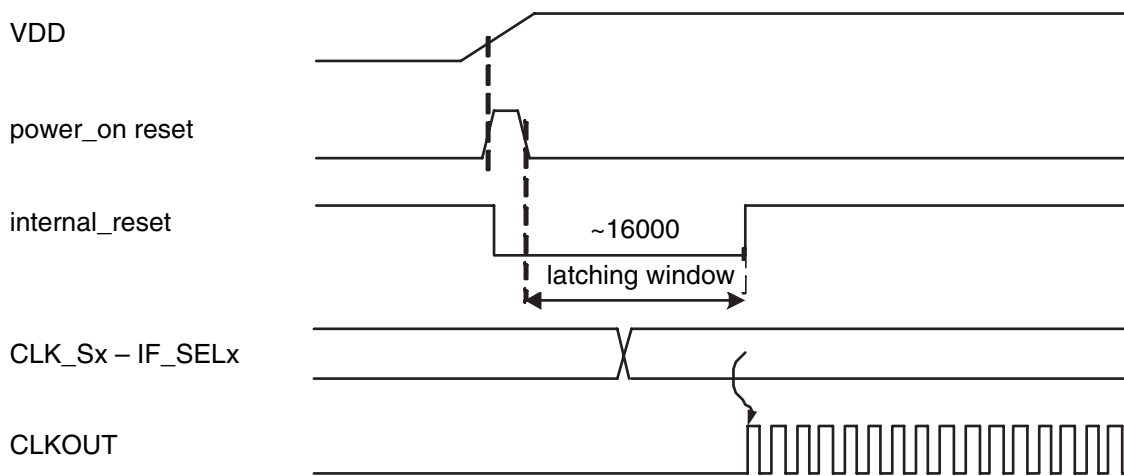 VDD
power_on reset
internal_reset
~16000
latching window
CLK_Sx – IF_SELx
CLKOUT